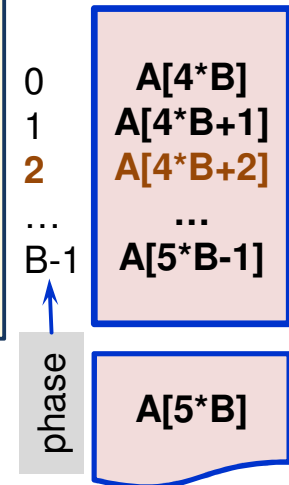 0 A[4*B]
1 A[4*B+1]
2 A[4*B+2]
... ...
B-1 A[5*B-1]
phase
A[5*B]